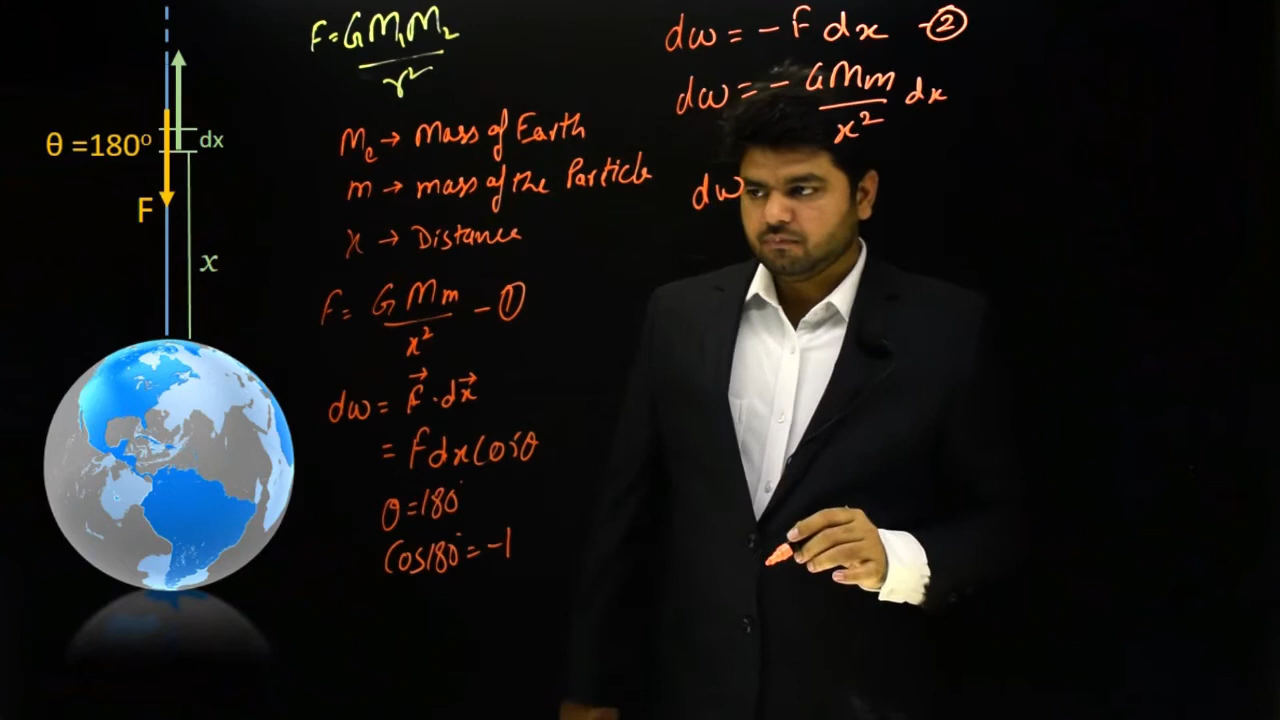 θ =180°
dx
F
x
F=GM₁M₂/r²
Me → Mass of Earth
m → mass of the Particle
x → Distance
F = GMm/x² - ①
dw = F⃗ · dx⃗
= F dx Cosθ
θ=180°
Cos180° = -1
dw = - F dx - ②
dw = - GMm/x² dx
dw